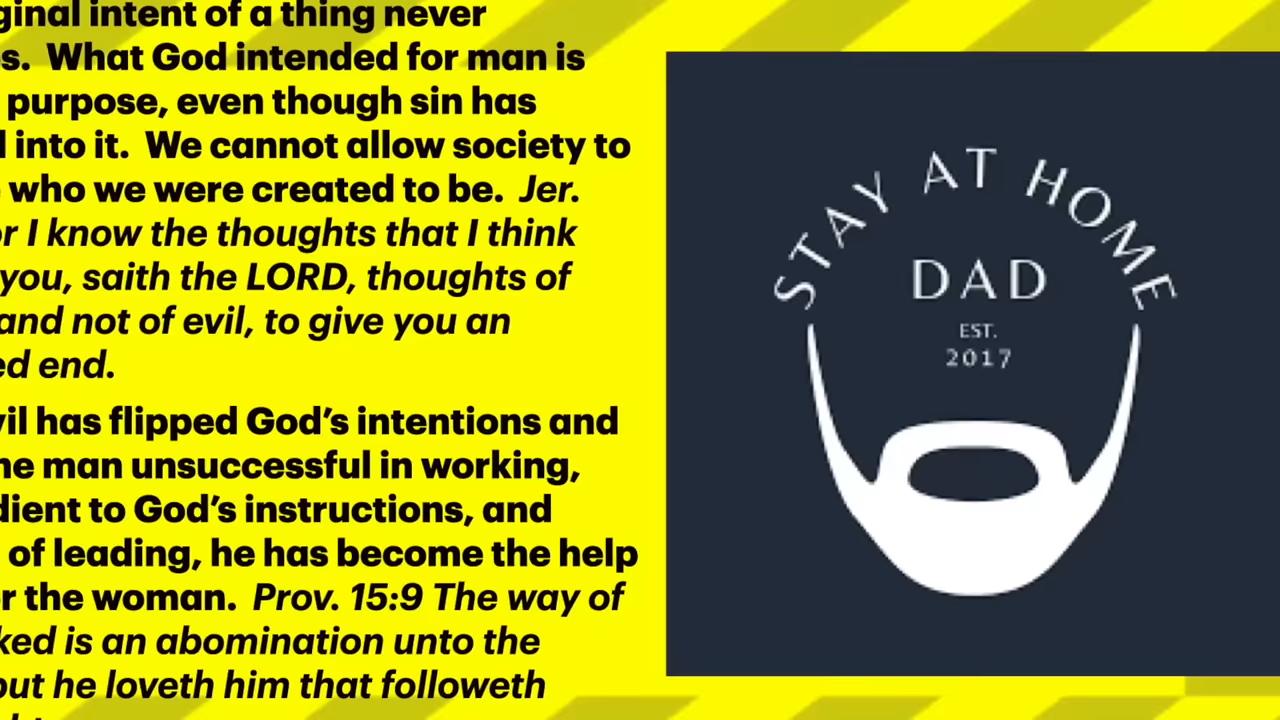 ginal intent of a thing never
s. What God intended for man is
purpose, even though sin has
into it. We cannot allow society to
who we were created to be. Jer.
or I know the thoughts that I think
you, saith the LORD, thoughts of
and not of evil, to give you an
ed end.
vil has flipped God's intentions and
he man unsuccessful in working,
dient to God's instructions, and
of leading, he has become the help
r the woman. Prov. 15:9 The way of
ked is an abomination unto the
but he loveth him that followeth
STAY AT HOME
DAD
EST.
2017